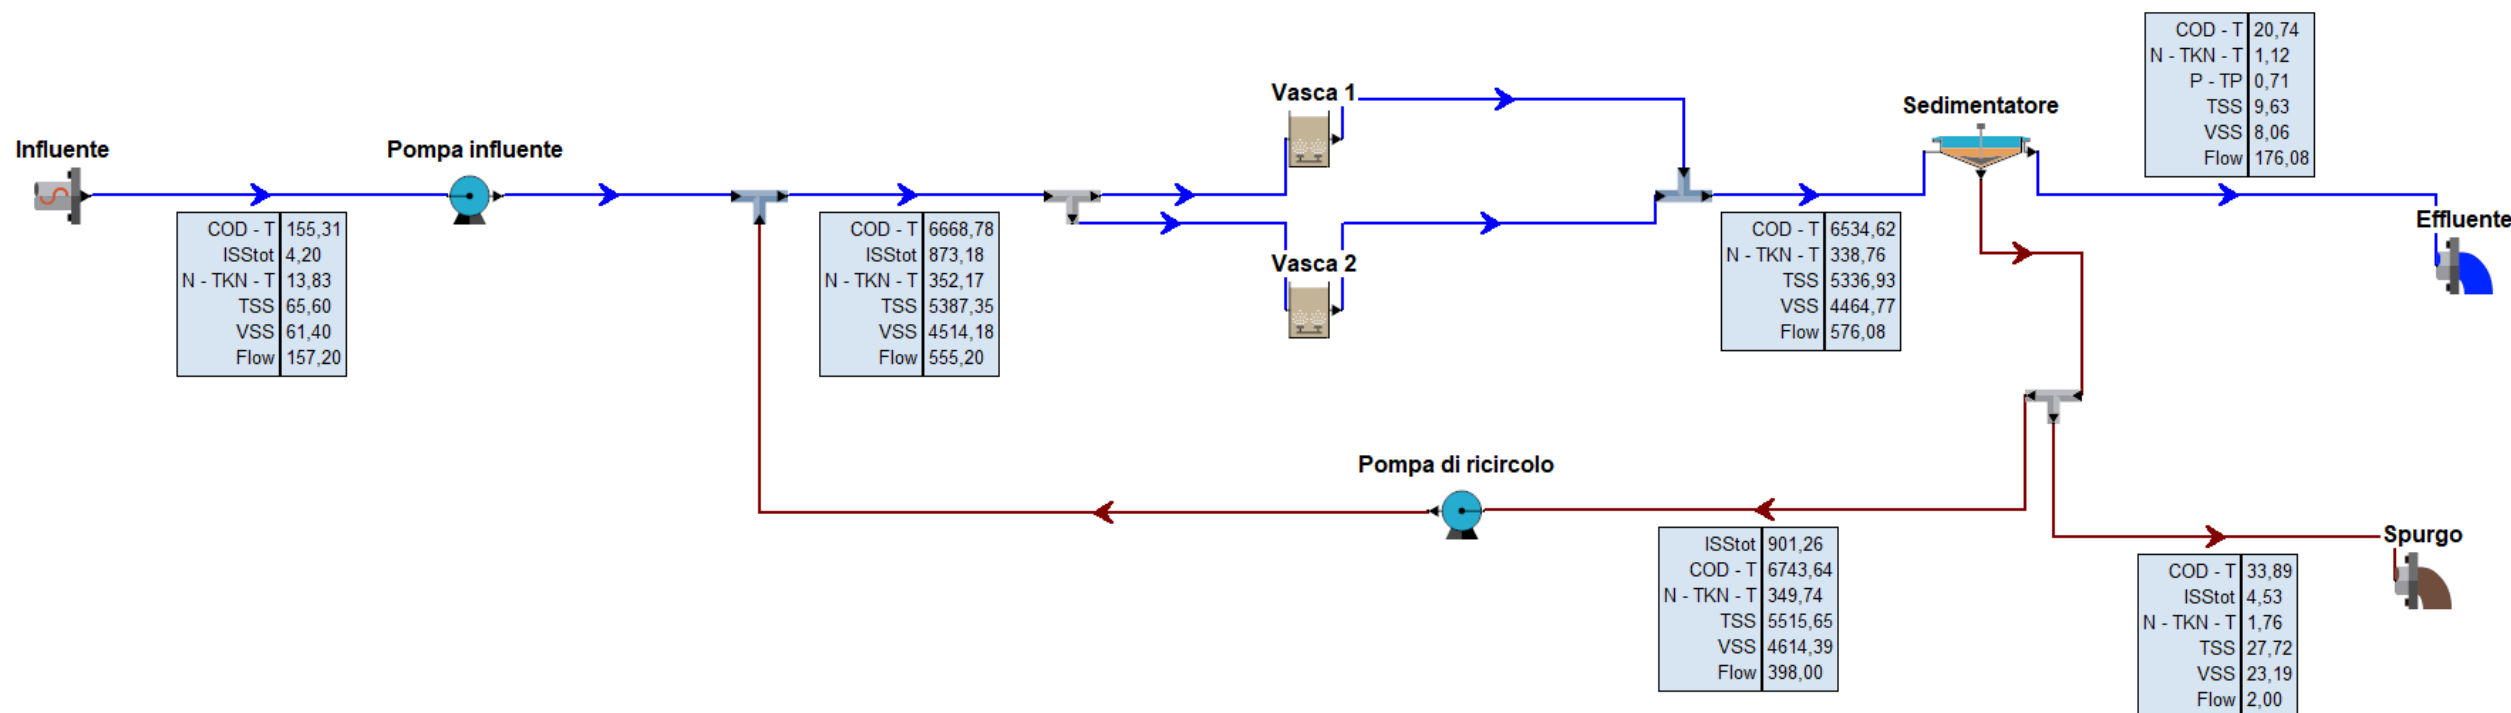 Influente
COD - T 155,31
ISStot 4,20
N - TKN - T 13,83
TSS 65,60
VSS 61,40
Flow 157,20
Pompa influente
COD - T 6668,78
ISStot 873,18
N - TKN - T 352,17
TSS 5387,35
VSS 4514,18
Flow 555,20
Vasca 1
Vasca 2
COD - T 6534,62
N - TKN - T 338,76
TSS 5336,93
VSS 4464,77
Flow 576,08
Sedimentatore
COD - T 20,74
N - TKN - T 1,12
P - TP 0,71
TSS 9,63
VSS 8,06
Flow 176,08
Effluente
Pompa di ricircolo
ISStot 901,26
COD - T 6743,64
N - TKN - T 349,74
TSS 5515,65
VSS 4614,39
Flow 398,00
Spurgo
COD - T 33,89
ISStot 4,53
N - TKN - T 1,76
TSS 27,72
VSS 23,19
Flow 2,00